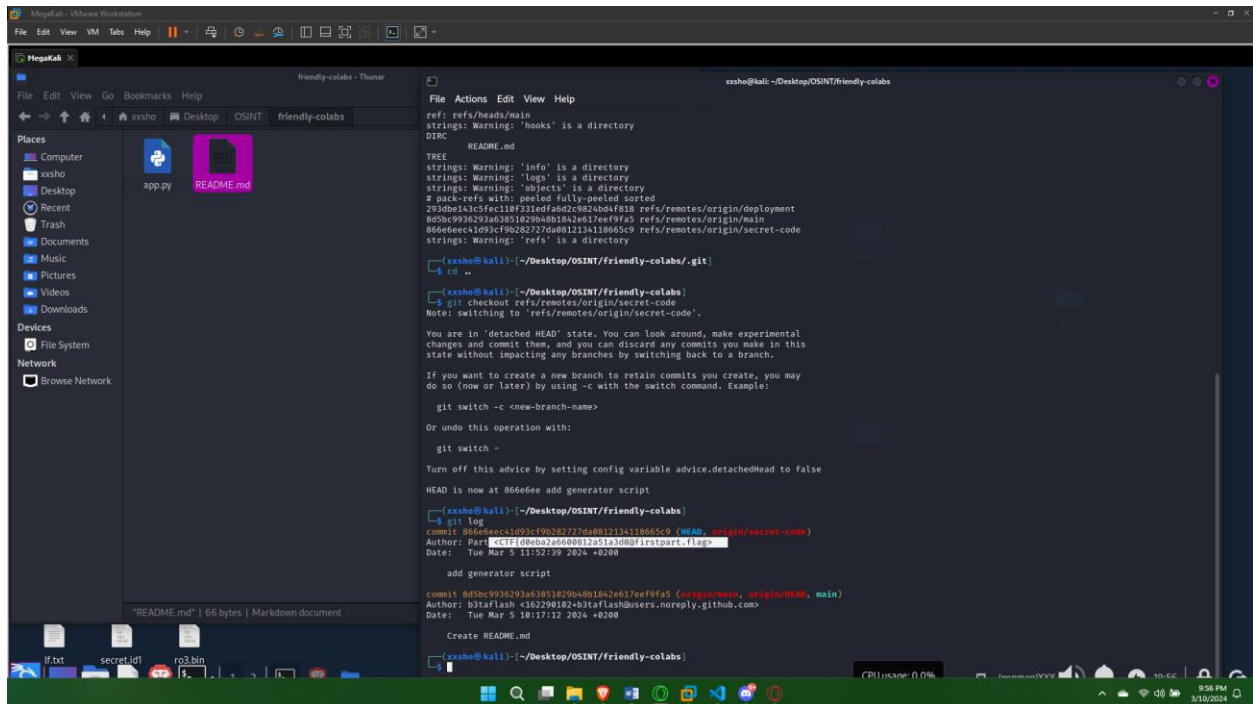 MegaKali - VMware Workstation
File Edit View VM Tabs Help
MegaKali
friendly-colabs - Thunar
File Edit View Go Bookmarks Help
xxsho Desktop OSINT friendly-colabs
Places
Computer
xxsho
Desktop
Recent
Trash
Documents
Music
Pictures
Videos
Downloads
Devices
File System
Network
Browse Network
app.py
README.md
"README.md" | 66 bytes | Markdown document
xxsho@kali: ~/Desktop/OSINT/friendly-colabs
File Actions Edit View Help
ref: refs/heads/main
strings: Warning: 'hooks' is a directory
DIRC
README.md
TREE
strings: Warning: 'info' is a directory
strings: Warning: 'logs' is a directory
strings: Warning: 'objects' is a directory
# pack-refs with: peeled fully-peeled sorted
293dbe143c5fec110f331edfa6d2c9824bd4f818 refs/remotes/origin/deployment
8d5bc9936293a63851029b48b1842e617eef9fa5 refs/remotes/origin/main
866e6eec41d93cf9b282727da0812134118665c9 refs/remotes/origin/secret-code
strings: Warning: 'refs' is a directory
(xxsho㉿kali)-[~/Desktop/OSINT/friendly-colabs/.git]
$ cd ..
(xxsho㉿kali)-[~/Desktop/OSINT/friendly-colabs]
$ git checkout refs/remotes/origin/secret-code
Note: switching to 'refs/remotes/origin/secret-code'.
You are in 'detached HEAD' state. You can look around, make experimental
changes and commit them, and you can discard any commits you make in this
state without impacting any branches by switching back to a branch.
If you want to create a new branch to retain commits you create, you may
do so (now or later) by using -c with the switch command. Example:
git switch -c <new-branch-name>
Or undo this operation with:
git switch -
Turn off this advice by setting config variable advice.detachedHead to false
HEAD is now at 866e6ee add generator script
(xxsho㉿kali)-[~/Desktop/OSINT/friendly-colabs]
$ git log
commit 866e6eec41d93cf9b282727da0812134118665c9 (HEAD, origin/secret-code)
Author: Part <CTF{d0eba2a6600812a51a3d0@firstpart.flag>
Date: Tue Mar 5 11:52:39 2024 +0200
add generator script
commit 8d5bc9936293a63851029b48b1842e617eef9fa5 (origin/main, origin/HEAD, main)
Author: b3taflash <162290102+b3taflash@users.noreply.github.com>
Date: Tue Mar 5 10:17:12 2024 +0200
Create README.md
(xxsho㉿kali)-[~/Desktop/OSINT/friendly-colabs]
$
lf.txt
secret.id1
ro3.bin
CPU usage: 0.0%
19:56
9:56 PM
3/10/2024